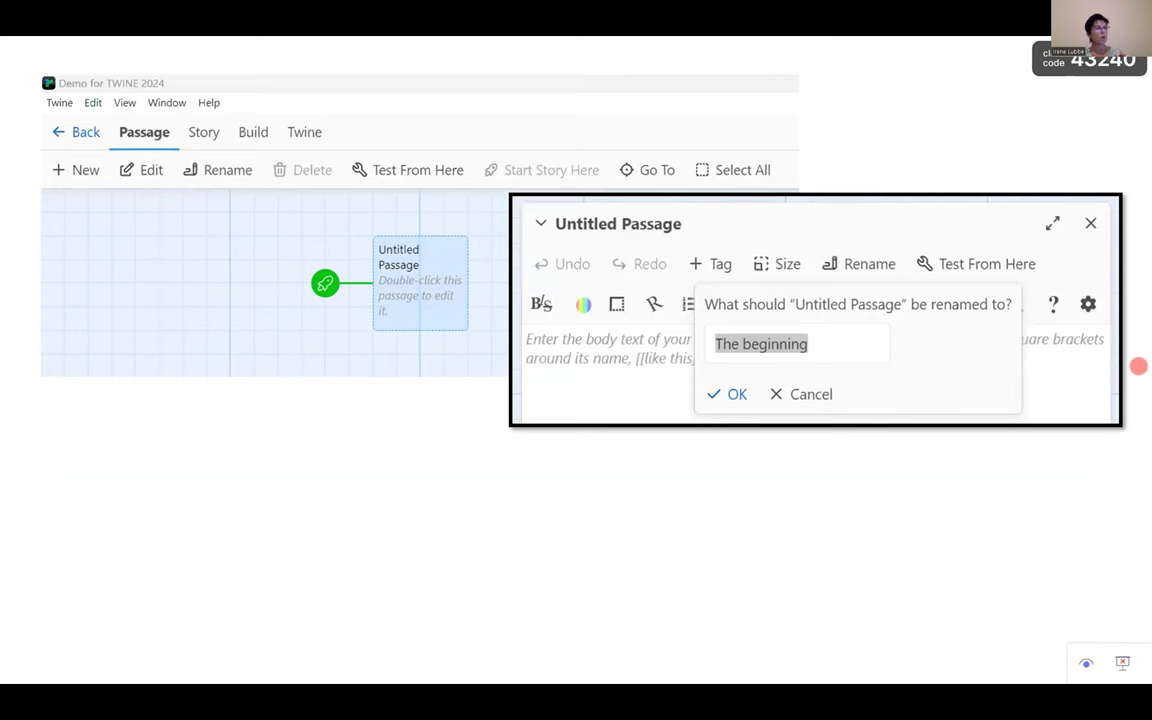 Irene Lubbe
code 43240
Demo for TWINE 2024
Twine Edit View Window Help
← Back Passage Story Build Twine
+ New Edit Rename Delete Test From Here Start Story Here Go To Select All
Untitled
Passage
Double-click this
passage to edit
it.
Untitled Passage
Undo Redo + Tag Size Rename Test From Here
What should “Untitled Passage” be renamed to?
The beginning
OK Cancel
Enter the body text of your
around its name, [[like this
brackets